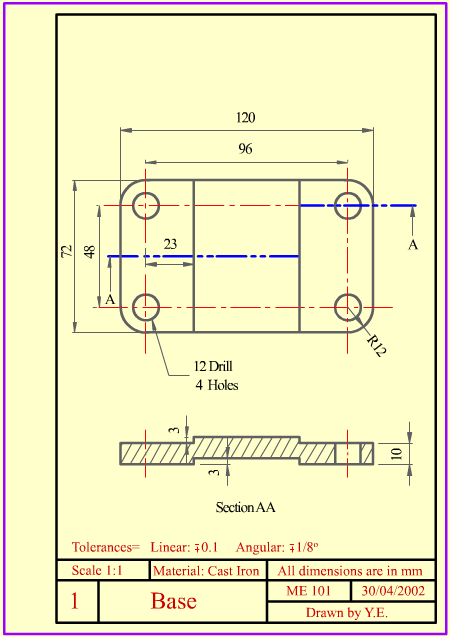 120
96
72
48
23
A
A
R12
12 Drill
4 Holes
3
3
10
Section AA
Tolerances= Linear: ∓0.1 Angular: ∓1/8º
Scale 1:1 Material: Cast Iron All dimensions are in mm
1 Base ME 101 30/04/2002
Drawn by Y.E.